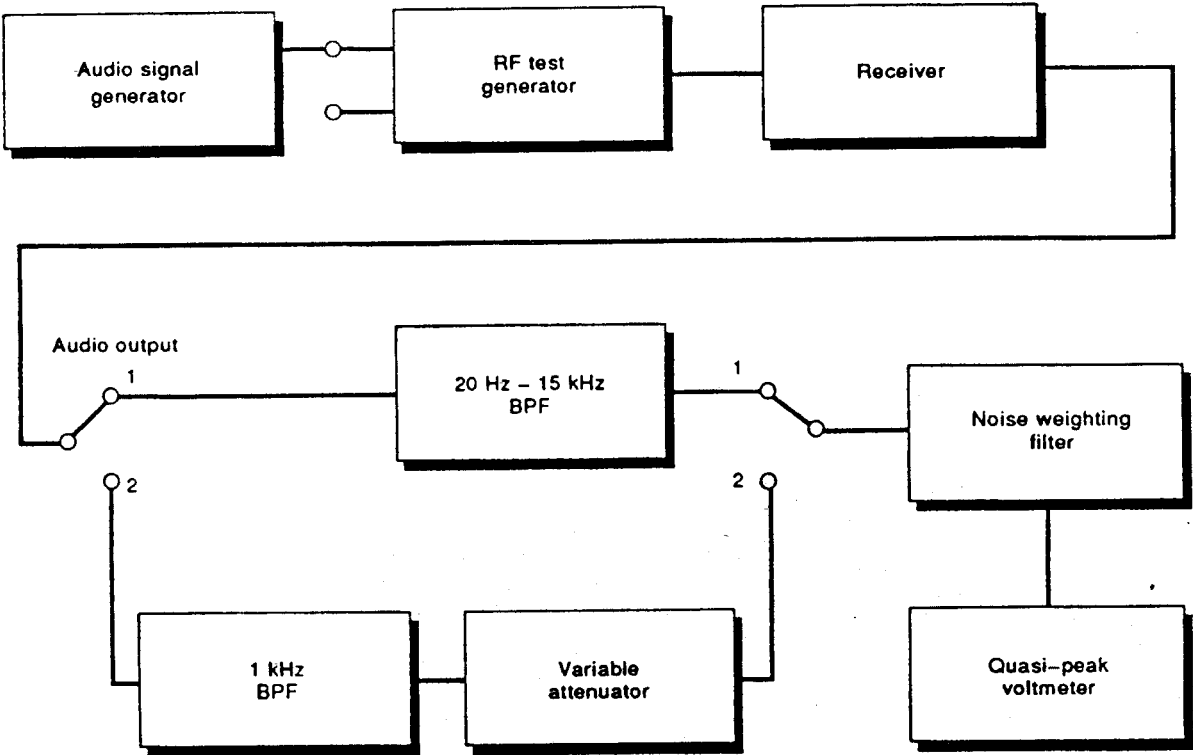 Audio signal
generator
RF test
generator
Receiver
Audio output
1
20 Hz – 15 kHz
BPF
1
Noise weighting
filter
2
2
1 kHz
BPF
Variable
attenuator
Quasi–peak
voltmeter